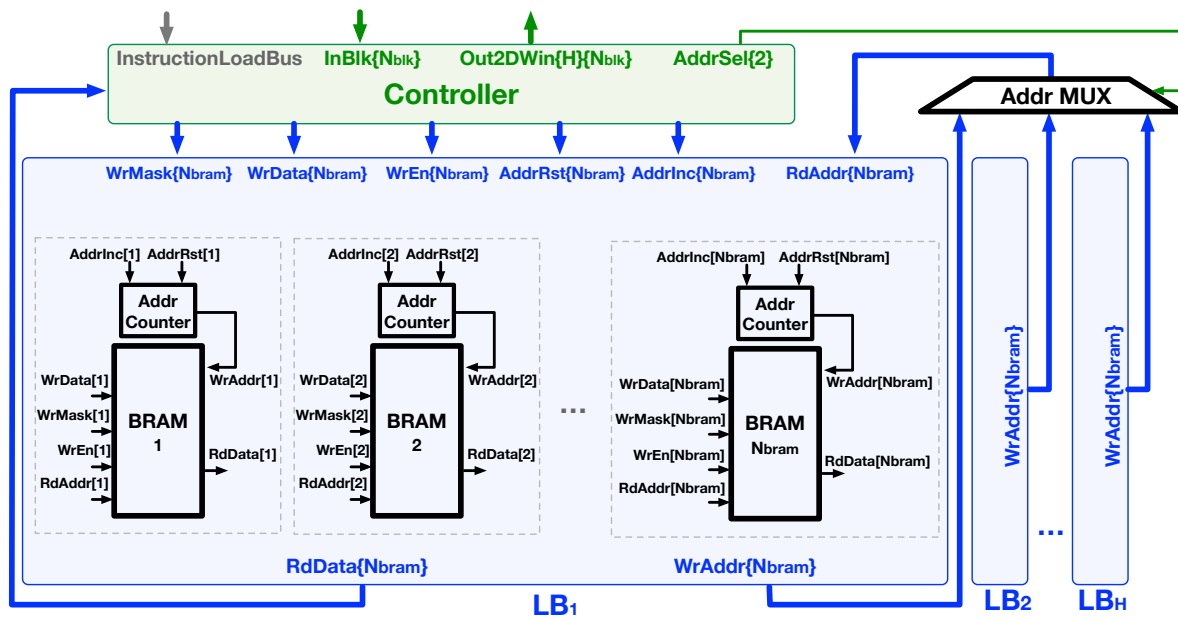 InstructionLoadBus InBlk{Nblk} Out2DWin{H}{Nblk} AddrSel{2}
Controller
Addr MUX
WrMask{Nbram} WrData{Nbram} WrEn{Nbram} AddrRst{Nbram} AddrInc{Nbram} RdAddr{Nbram}
AddrInc[1] AddrRst[1]
Addr
Counter
WrAddr[1]
WrData[1]
WrMask[1]
WrEn[1]
RdAddr[1]
BRAM
1
RdData[1]
AddrInc[2] AddrRst[2]
Addr
Counter
WrAddr[2]
WrData[2]
WrMask[2]
WrEn[2]
RdAddr[2]
BRAM
2
RdData[2]
...
AddrInc[Nbram] AddrRst[Nbram]
Addr
Counter
WrAddr[Nbram]
WrData[Nbram]
WrMask[Nbram]
WrEn[Nbram]
RdAddr[Nbram]
BRAM
Nbram
RdData[Nbram]
RdData{Nbram} WrAddr{Nbram}
LB1
WrAddr{Nbram}
LB2
...
WrAddr{Nbram}
LBH